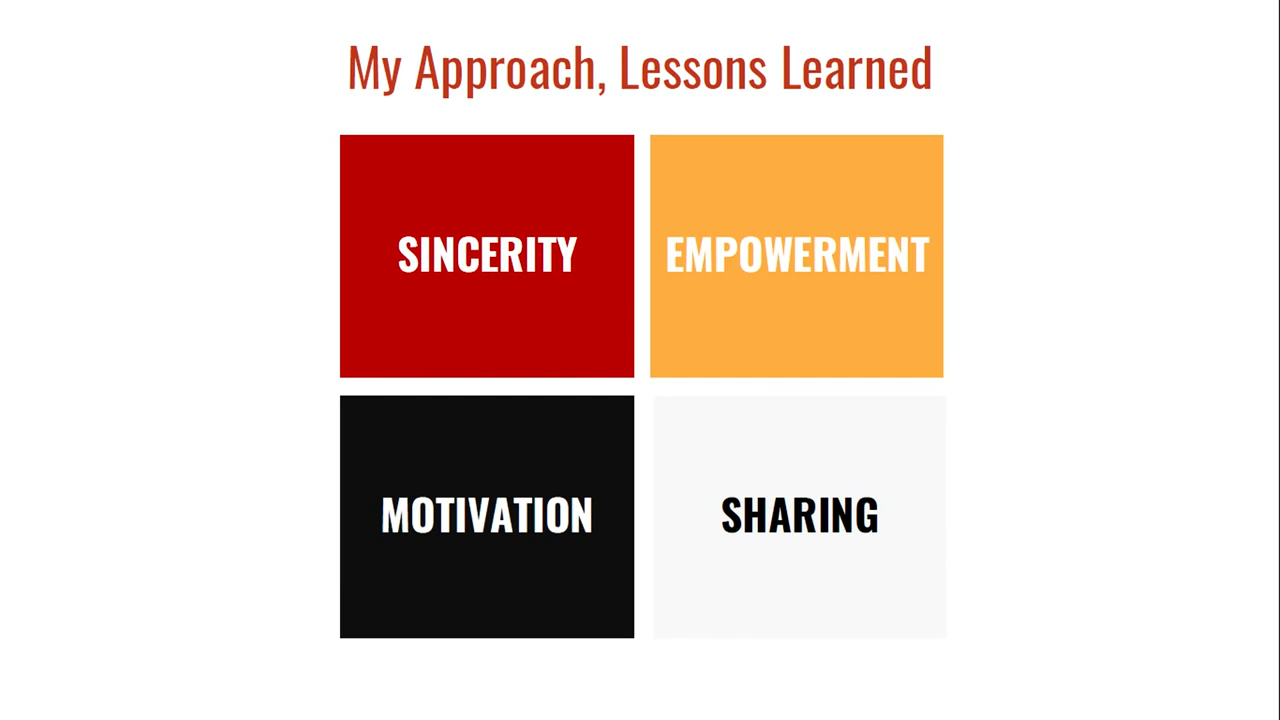 My Approach, Lessons Learned
SINCERITY
EMPOWERMENT
MOTIVATION
SHARING